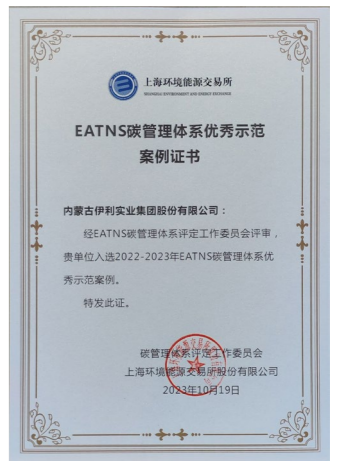 上海环境能源交易所
SHANGHAI ENVIRONMENT AND ENERGY EXCHANGE
EATNS碳管理体系优秀示范
案例证书
内蒙古伊利实业集团股份有限公司：
经EATNS碳管理体系评定工作委员会评审，
贵单位入选2022-2023年EATNS碳管理体系优
秀示范案例。
特发此证。
碳管理体系评定工作委员会
上海环境能源交易所股份有限公司
2023年10月19日